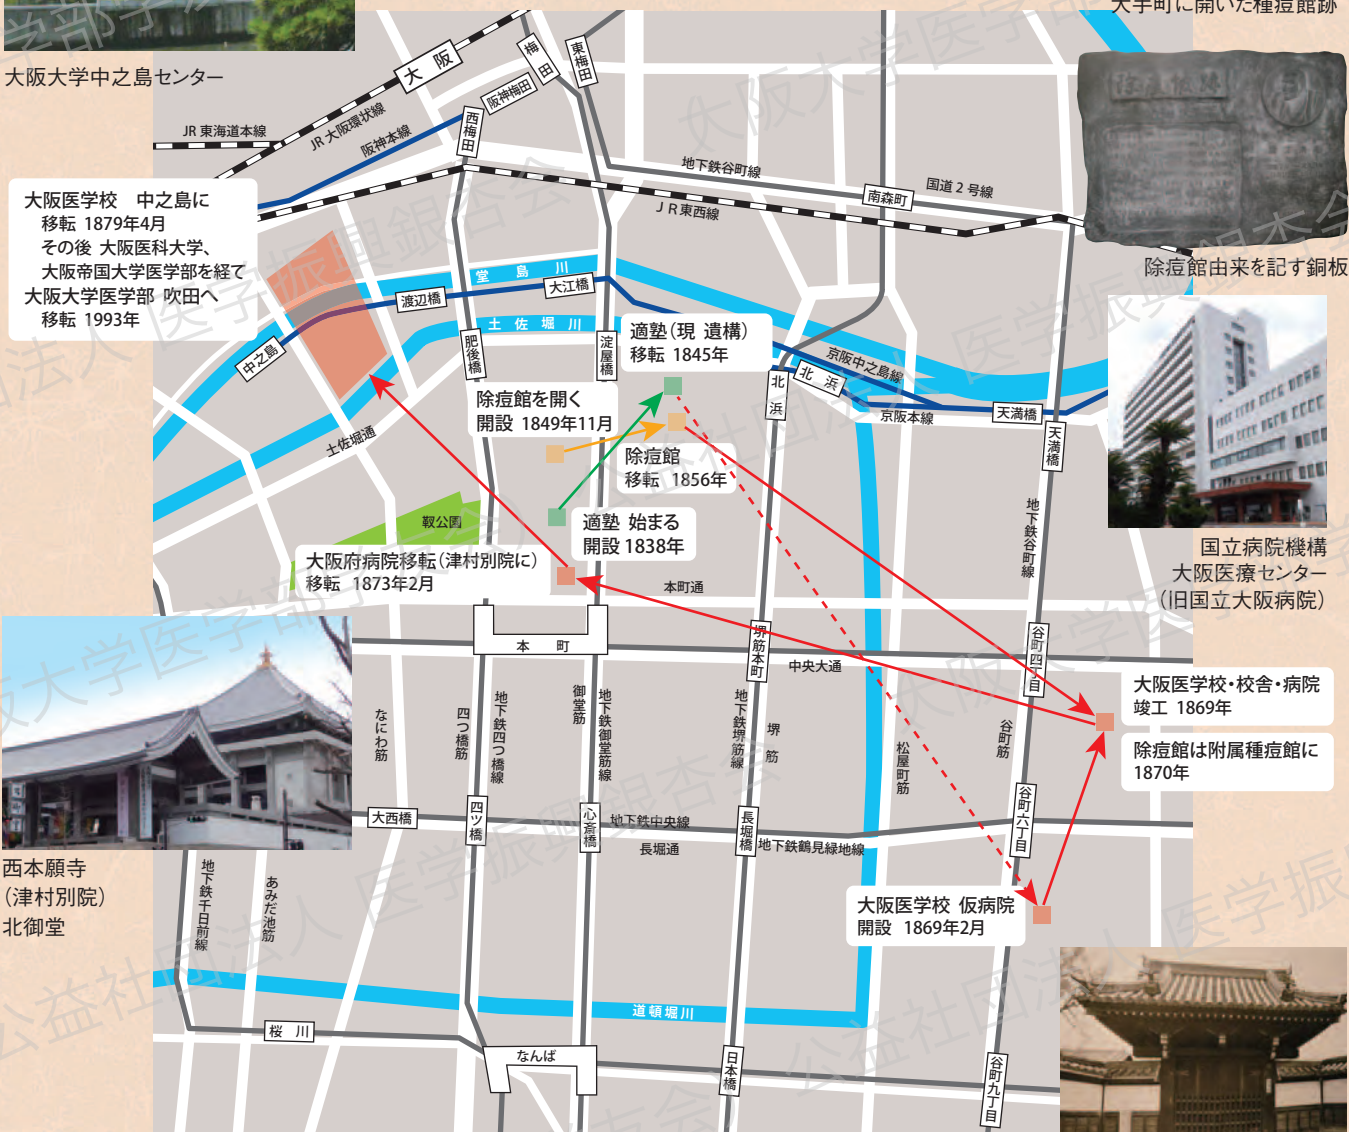 大手町に開いた種痘館跡
大阪大学中之島センター
除痘館由来を記す銅板
国立病院機構
大阪医療センター
(旧国立大阪病院)
西本願寺
(津村別院)
北御堂
大阪医学校 中之島に
移転 1879年4月
その後 大阪医科大学、
大阪帝国大学医学部を経て
大阪大学医学部 吹田へ
移転 1993年
適塾(現 遺構)
移転 1845年
除痘館を開く
開設 1849年11月
除痘館
移転 1856年
適塾 始まる
開設 1838年
大阪府病院移転(津村別院に)
移転 1873年2月
大阪医学校・校舎・病院
竣工 1869年
除痘館は附属種痘館に
1870年
大阪医学校 仮病院
開設 1869年2月
大阪
梅田
東梅田
阪神梅田
西梅田
JR東海道本線
JR大阪環状線
阪神本線
地下鉄谷町線
国道2号線
南森町
JR東西線
堂島川
渡辺橋
大江橋
土佐堀川
中之島
肥後橋
淀屋橋
北浜
北浜
京阪中之島線
京阪本線
天満橋
天満橋
土佐堀通
靱公園
地下鉄谷町線
本町通
本町
堺筋本町
中央大通
谷町四丁目
なにわ筋
四つ橋筋
地下鉄四つ橋線
御堂筋
地下鉄御堂筋線
地下鉄堺筋線
堺筋
松屋町筋
谷町筋
大西橋
四ツ橋
心斎橋
地下鉄中央線
長堀通
長堀橋
地下鉄鶴見緑地線
谷町六丁目
地下鉄千日前線
あみだ池筋
道頓堀川
桜川
なんば
日本橋
谷町九丁目
公益社団法人 医学振興銀杏会
大阪大学医学部学友会